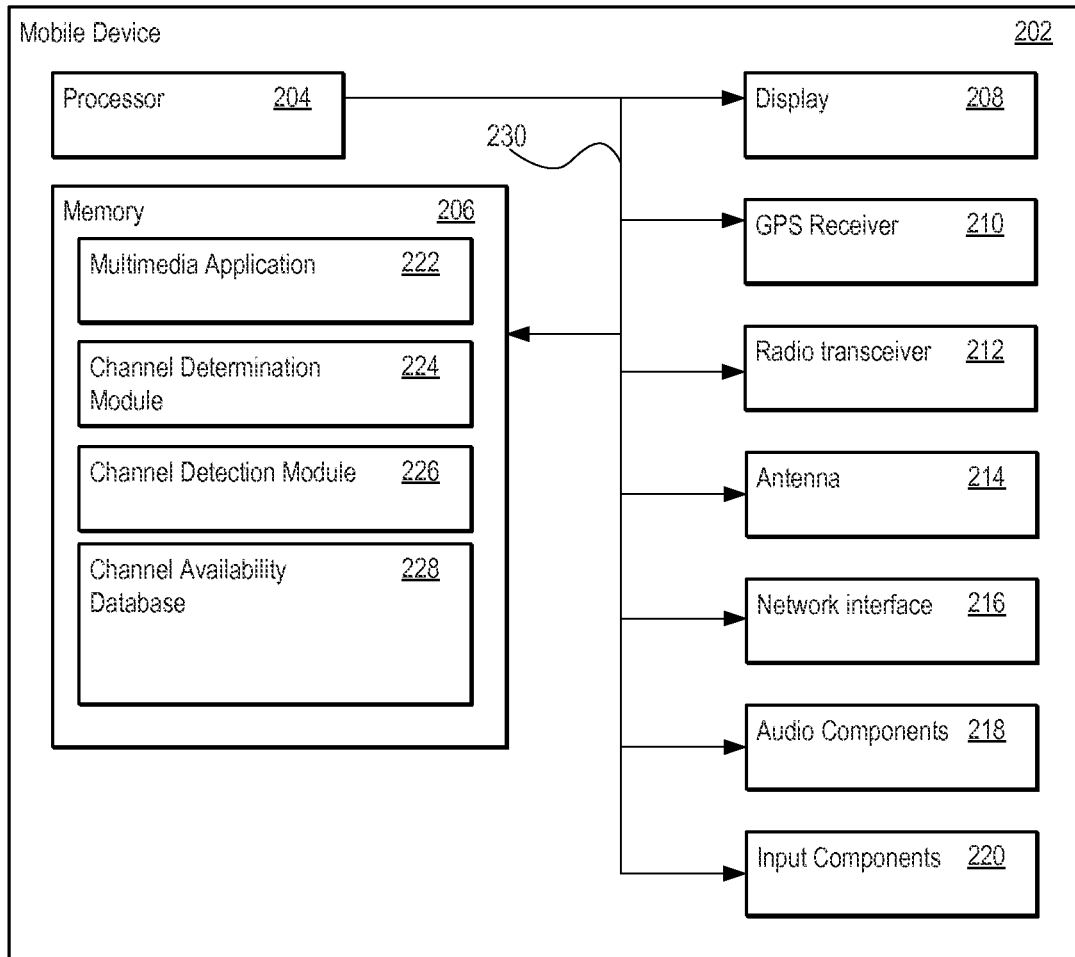 Mobile Device 202
Processor 204
230
Memory 206
Multimedia Application 222
Channel Determination 224
Module
Channel Detection Module 226
Channel Availability 228
Database
Display 208
GPS Receiver 210
Radio transceiver 212
Antenna 214
Network interface 216
Audio Components 218
Input Components 220